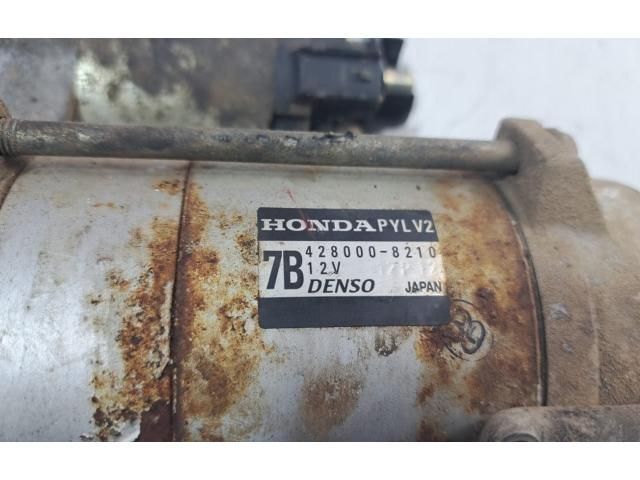 HONDA PYLV2
7B 428000-8210
12V
DENSO JAPAN